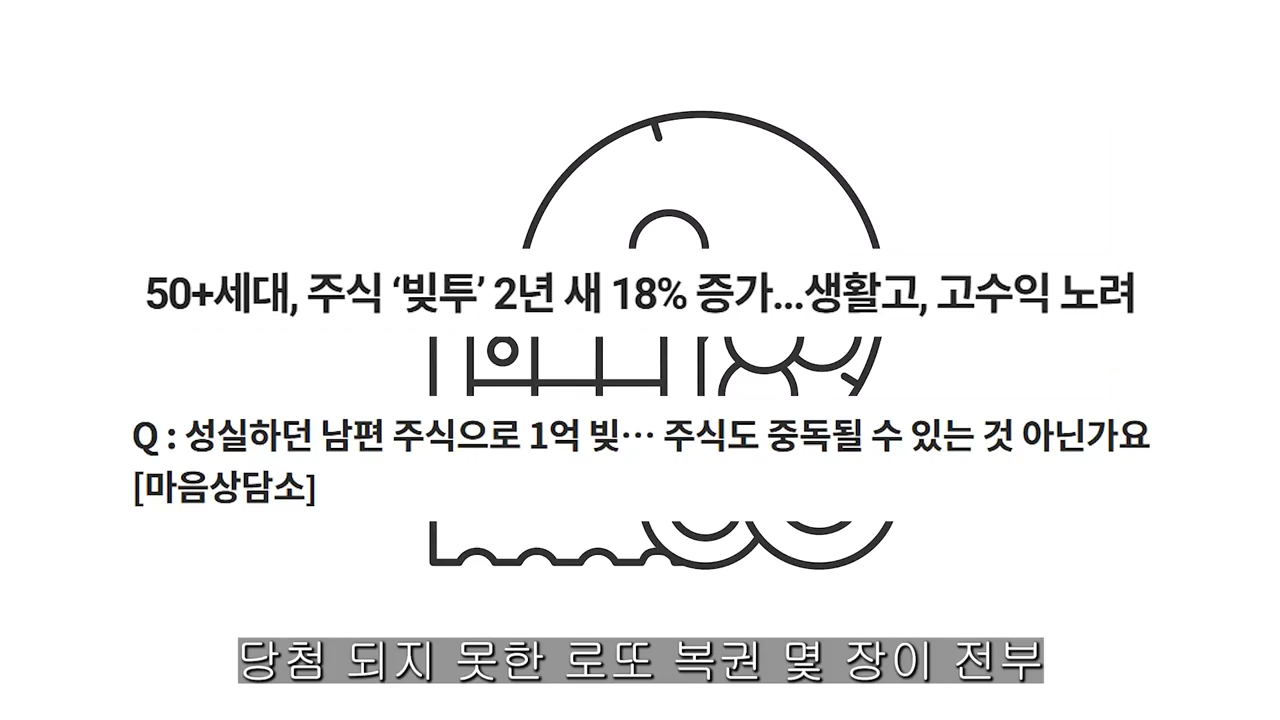 50+세대, 주식 ‘빚투’ 2년 새 18% 증가...생활고, 고수익 노려
Q : 성실하던 남편 주식으로 1억 빚… 주식도 중독될 수 있는 것 아닌가요
[마음상담소]
당첨 되지 못한 로또 복권 몇 장이 전부